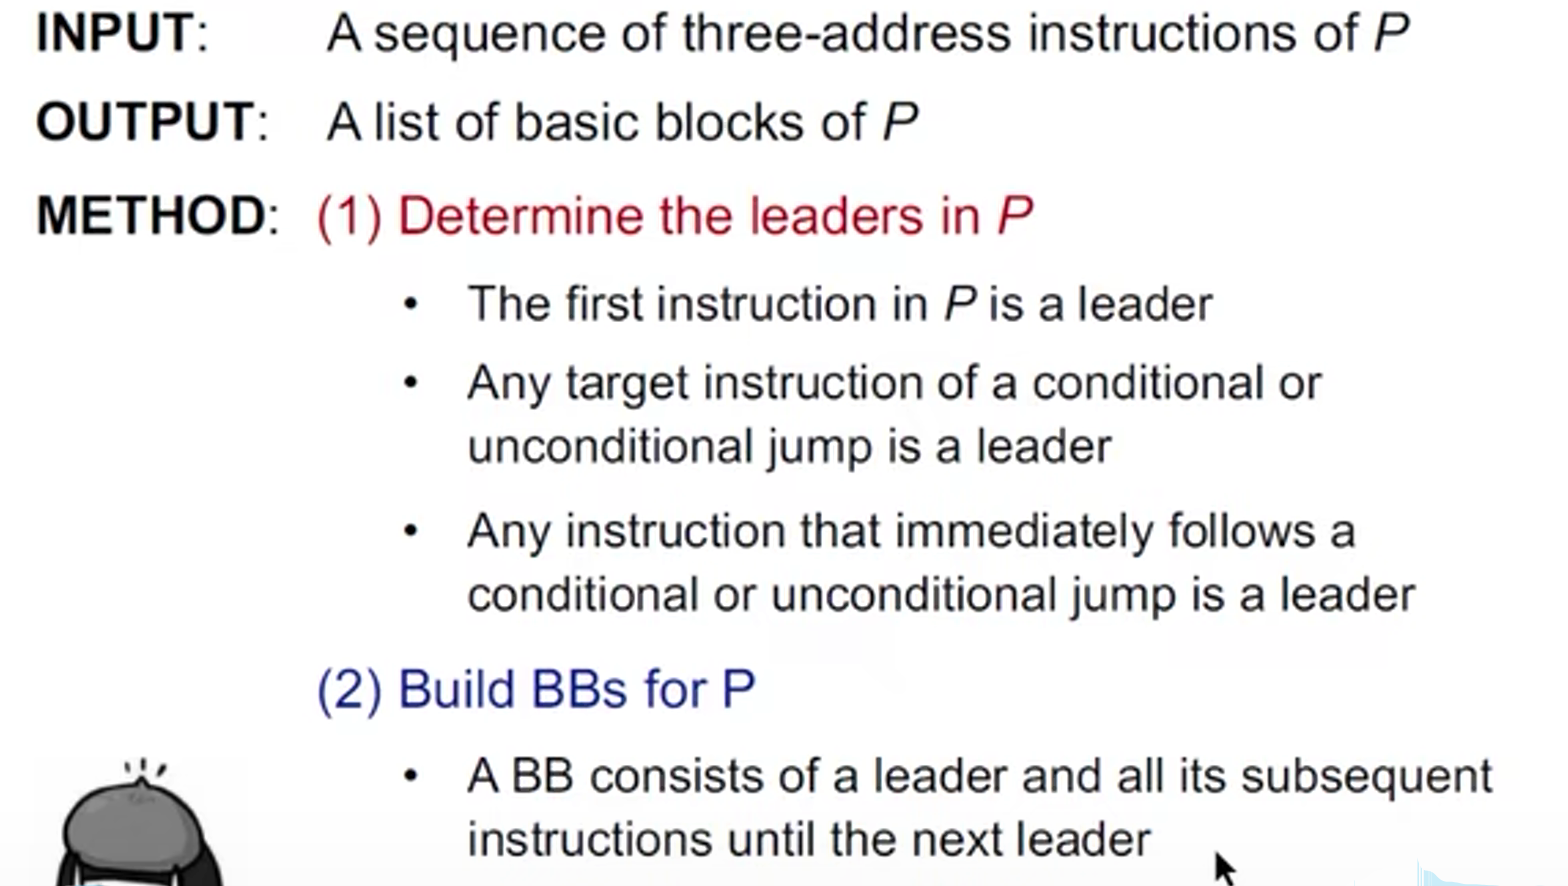 INPUT: A sequence of three-address instructions of P
OUTPUT: A list of basic blocks of P
METHOD: (1) Determine the leaders in P
• The first instruction in P is a leader
• Any target instruction of a conditional or
unconditional jump is a leader
• Any instruction that immediately follows a
conditional or unconditional jump is a leader
(2) Build BBs for P
• A BB consists of a leader and all its subsequent
instructions until the next leader